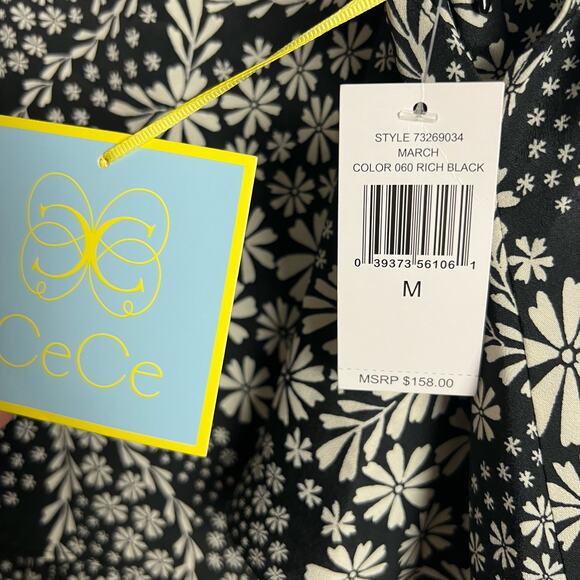 CeCe
STYLE 73269034
MARCH
COLOR 060 RICH BLACK
0 39373 56106 1
M
MSRP $158.00